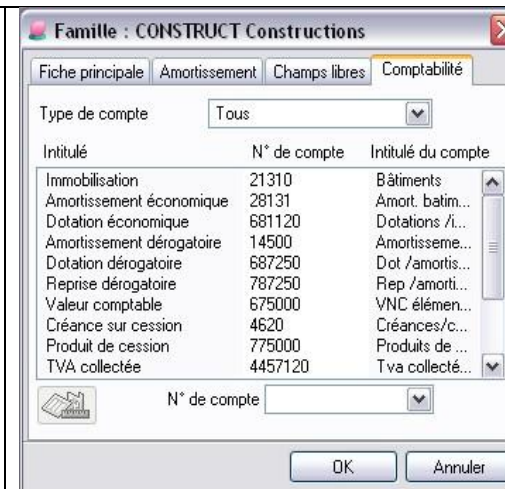 Famille : CONSTRUCT Constructions
Fiche principale Amortissement Champs libres Comptabilité
Type de compte Tous
Intitulé N° de compte Intitulé du compte
Immobilisation 21310 Bâtiments
Amortissement économique 28131 Amort. batim...
Dotation économique 681120 Dotations /i...
Amortissement dérogatoire 14500 Amortisseme...
Dotation dérogatoire 687250 Dot /amortis...
Reprise dérogatoire 787250 Rep /amorti...
Valeur comptable 675000 VNC élémen...
Créance sur cession 4620 Créances/c...
Produit de cession 775000 Produits de ...
TVA collectée 4457120 Tva collecté...
N° de compte
OK Annuler